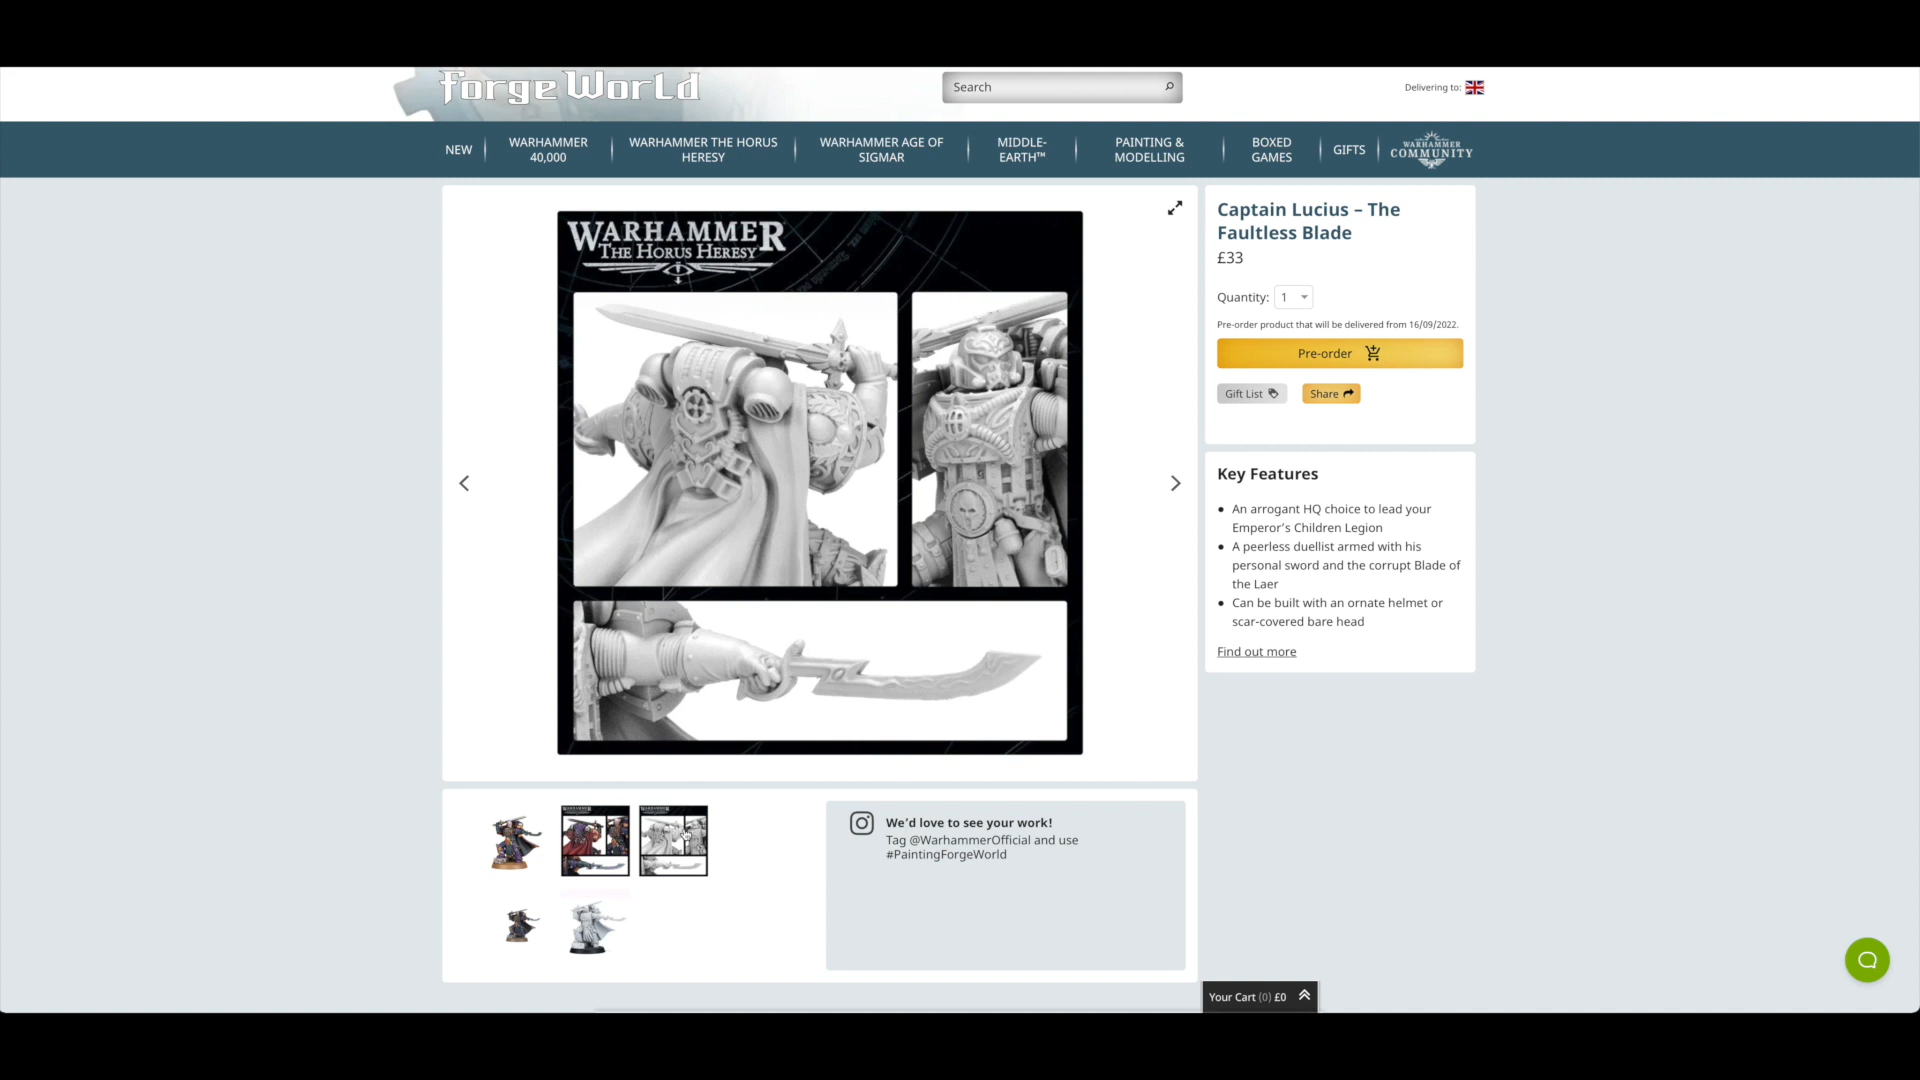 Forge World
Search
Delivering to:
NEW
WARHAMMER
40,000
WARHAMMER THE HORUS
HERESY
WARHAMMER AGE OF
SIGMAR
MIDDLE-
EARTH™
PAINTING &
MODELLING
BOXED
GAMES
GIFTS
WARHAMMER
COMMUNITY
WARHAMMER
THE HORUS HERESY
Captain Lucius – The
Faultless Blade
£33
Quantity: 1
Pre-order product that will be delivered from 16/09/2022.
Pre-order
Gift List
Share
Key Features
• An arrogant HQ choice to lead your
Emperor’s Children Legion
• A peerless duellist armed with his
personal sword and the corrupt Blade of
the Laer
• Can be built with an ornate helmet or
scar-covered bare head
Find out more
We’d love to see your work!
Tag @WarhammerOfficial and use
#PaintingForgeWorld
Your Cart (0) £0